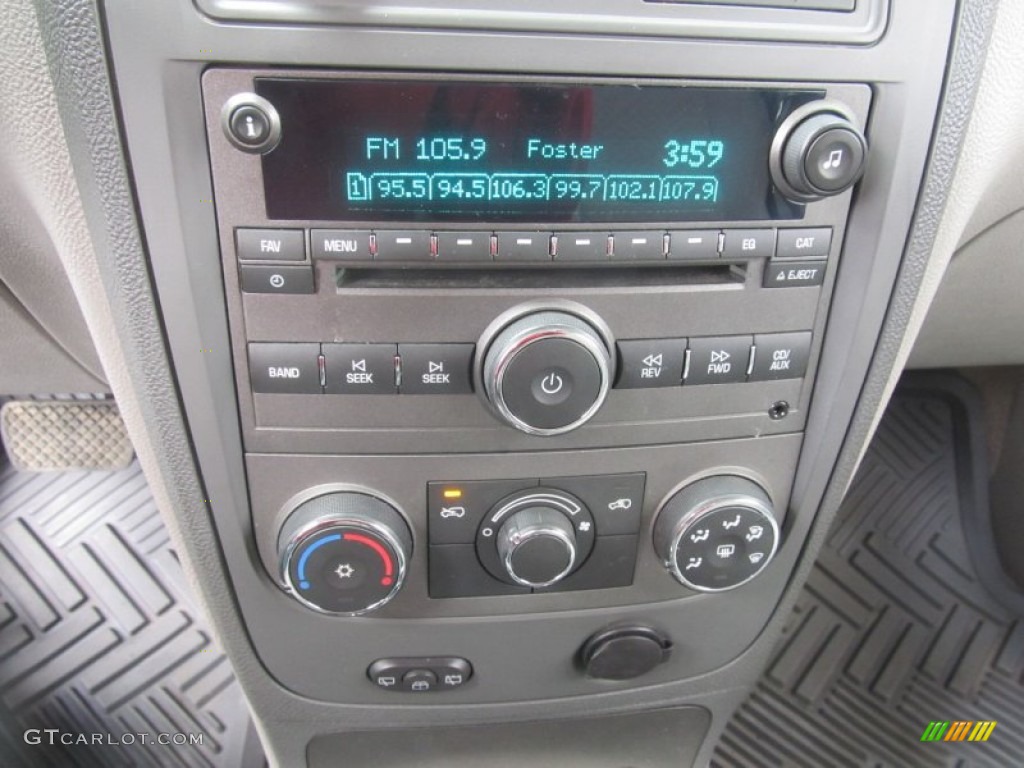 i
FM 105.9 Foster 3:59
1 95.5 94.5 106.3 99.7 102.1 107.9
FAV MENU EQ CAT
EJECT
BAND SEEK SEEK REV FWD CD/AUX
GTCARLOT.COM